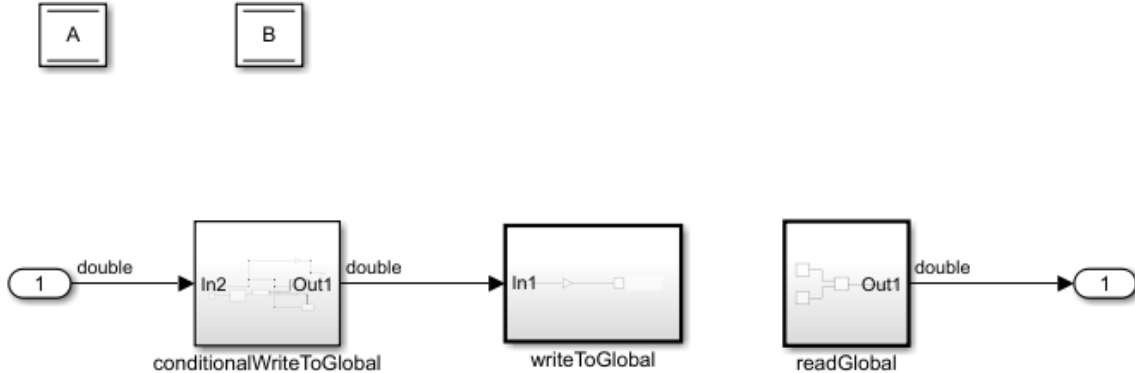 A
B
1
double
In2
Out1
double
In1
Out1
double
1
conditionalWriteToGlobal
writeToGlobal
readGlobal